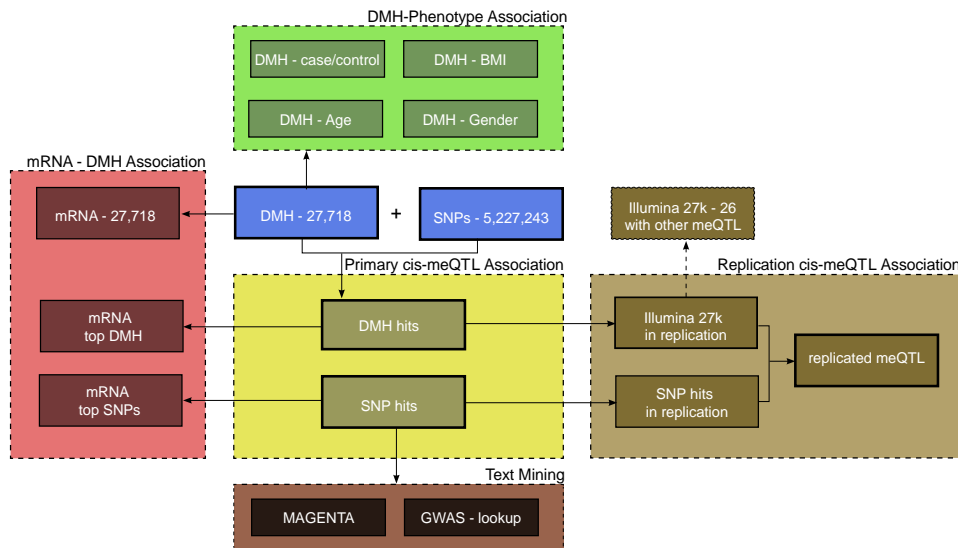 DMH-Phenotype Association
DMH - case/control
DMH - BMI
DMH - Age
DMH - Gender
mRNA - DMH Association
mRNA - 27,718
DMH - 27,718
+
SNPs - 5,227,243
Illumina 27k - 26
with other meQTL
Primary cis-meQTL Association
Replication cis-meQTL Association
mRNA
top DMH
DMH hits
Illumina 27k
in replication
replicated meQTL
mRNA
top SNPs
SNP hits
SNP hits
in replication
Text Mining
MAGENTA
GWAS - lookup